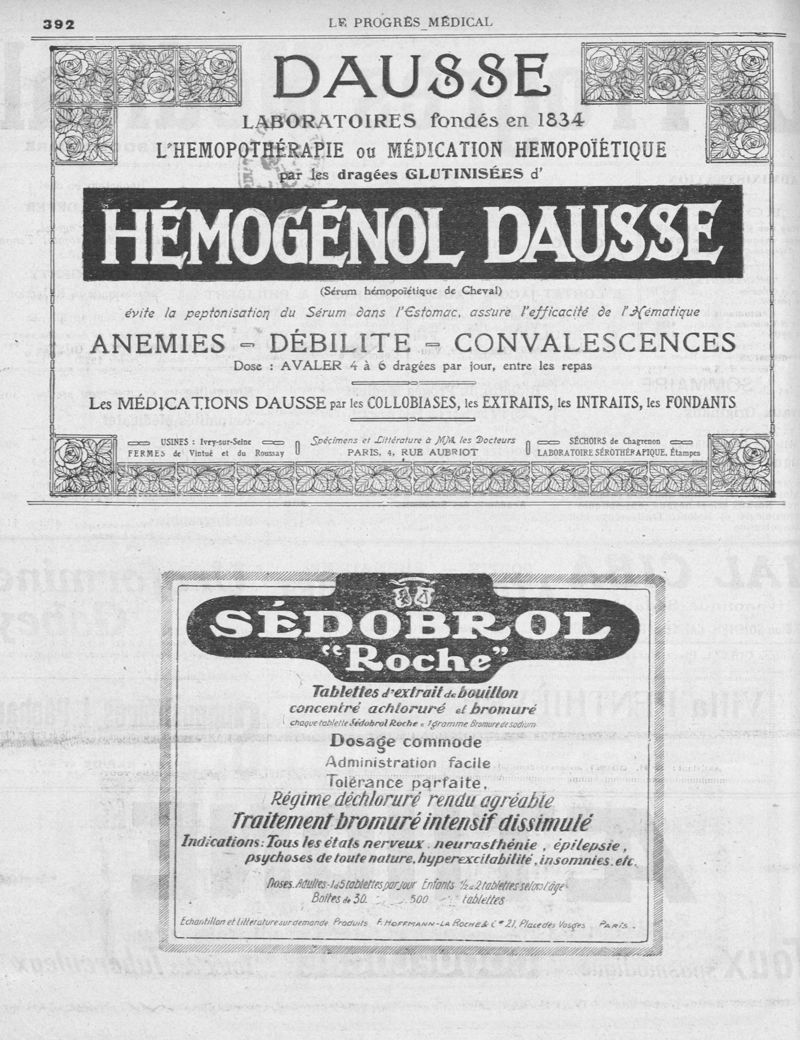 392
LE PROGRÈS MÉDICAL
DAUSSE
LABORATOIRES fondés en 1834
L'HEMOPOTHÉRAPIE ou MÉDICATION HEMOPOÏÉTIQUE
par les dragées GLUTINISÉES d'
HÉMOGÉNOL DAUSSE
(Sérum hémopoïétique de Cheval)
évite la peptonisation du Sérum dans l'Estomac, assure l'efficacité de l'Hématique
ANEMIES - DÉBILITE - CONVALESCENCES
Dose : AVALER 4 à 6 dragées par jour, entre les repas
Les MÉDICATIONS DAUSSE par les COLLOBIASES, les EXTRAITS, les INTRAITS, les FONDANTS
USINES : Ivry-sur-Seine
FERMES de Vintué et du Roussay
Spécimens et Littérature à MM. les Docteurs
PARIS, 4, RUE AUBRIOT
SÉCHOIRS de Chagrenon
LABORATOIRE SÉROTHÉRAPIQUE, Étampes
SÉDOBROL
"Roche"
Tablettes d'extrait de bouillon
concentré achloruré et bromuré
chaque tablette Sédobrol Roche = 1 gramme Bromure de sodium
Dosage commode
Administration facile
Tolérance parfaite,
Régime déchloruré rendu agréable
Traitement bromuré intensif dissimulé
Indications: Tous les états nerveux, neurasthénie, épilepsie,
psychoses de toute nature, hyperexcitabilité, insomnies. etc.
Doses. Adultes - 1 à 5 tablettes par jour Enfants ½ à 2 tablettes selon l'âge
Boîtes de 30. 500 tablettes
Echantillon et Littérature sur demande Produits F. HOFFMANN-LA ROCHE & Cie 21, Place des Vosges, PARIS.